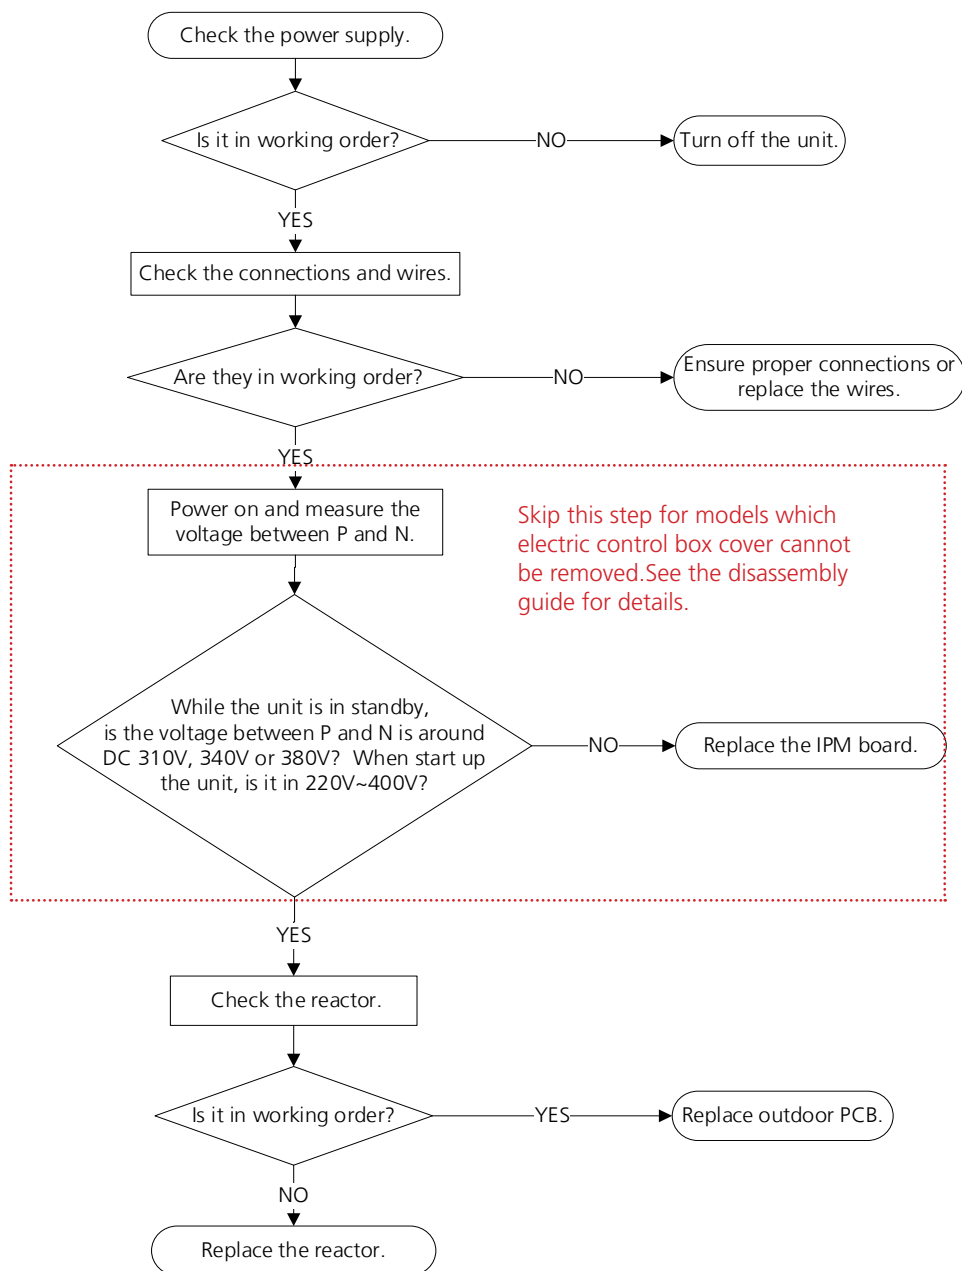 Check the power supply.
Is it in working order?
NO
Turn off the unit.
YES
Check the connections and wires.
Are they in working order?
NO
Ensure proper connections or
replace the wires.
YES
Power on and measure the
voltage between P and N.
Skip this step for models which
electric control box cover cannot
be removed.See the disassembly
guide for details.
While the unit is in standby,
is the voltage between P and N is around
DC 310V, 340V or 380V?  When start up
the unit, is it in 220V~400V?
NO
Replace the IPM board.
YES
Check the reactor.
Is it in working order?
YES
Replace outdoor PCB.
NO
Replace the reactor.